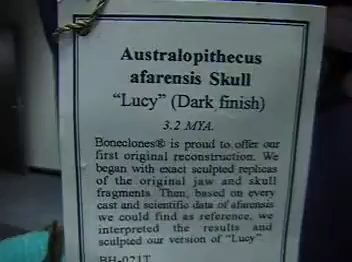 Australopithecus
afarensis Skull
“Lucy” (Dark finish)
3.2 MYA.
Boneclones® is proud to offer our
first original reconstruction. We
began with exact sculpted replicas
of the original jaw and skull
fragments. Then, based on every
cast and scientific data of afarensis
we could find as reference, we
interpreted the results and
sculpted our version of “Lucy”.
BH-021T